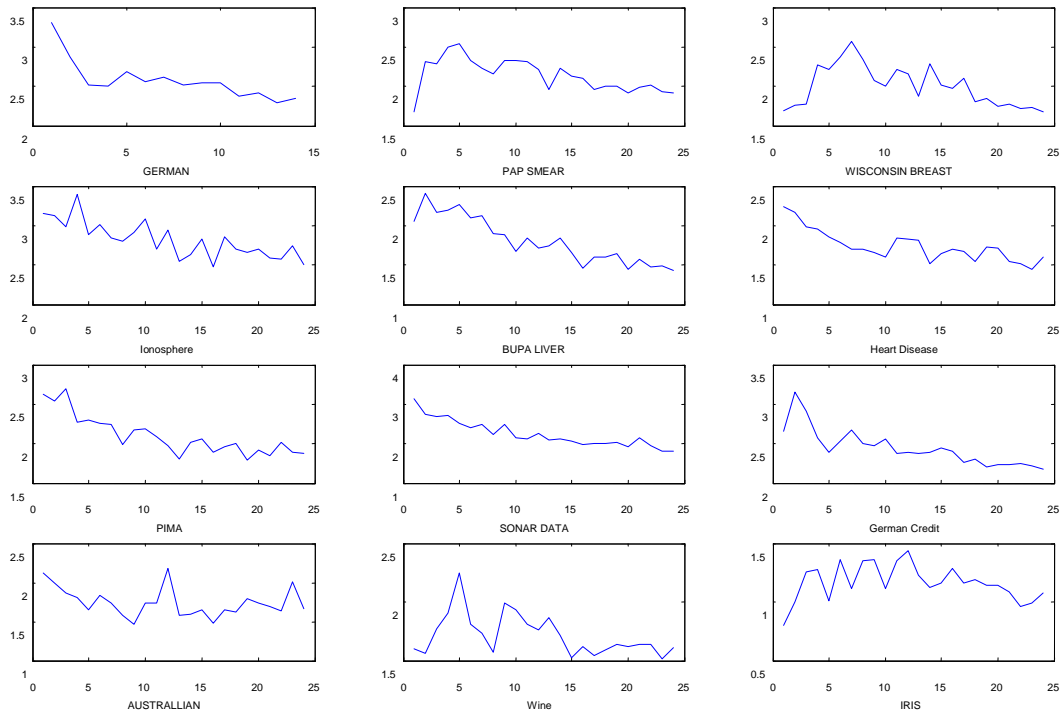 3.5 3 3
3 2.5 2.5
2.5 2 2
2 1.5 1.5
0 5 10 15 0 5 10 15 20 25 0 5 10 15 20 25
GERMAN PAP SMEAR WISCONSIN BREAST
3.5 2.5 2.5
3 2 2
2.5 1.5 1.5
2 1 1
0 5 10 15 20 25 0 5 10 15 20 25 0 5 10 15 20 25
Ionosphere BUPA LIVER Heart Disease
3 4 3.5
2.5 3 3
2 2 2.5
1.5 1 2
0 5 10 15 20 25 0 5 10 15 20 25 0 5 10 15 20 25
PIMA SONAR DATA German Credit
2.5 2.5 1.5
2 2 1
1.5 1.5 0.5
1
0 5 10 15 20 25 0 5 10 15 20 25 0 5 10 15 20 25
AUSTRALLIAN Wine IRIS